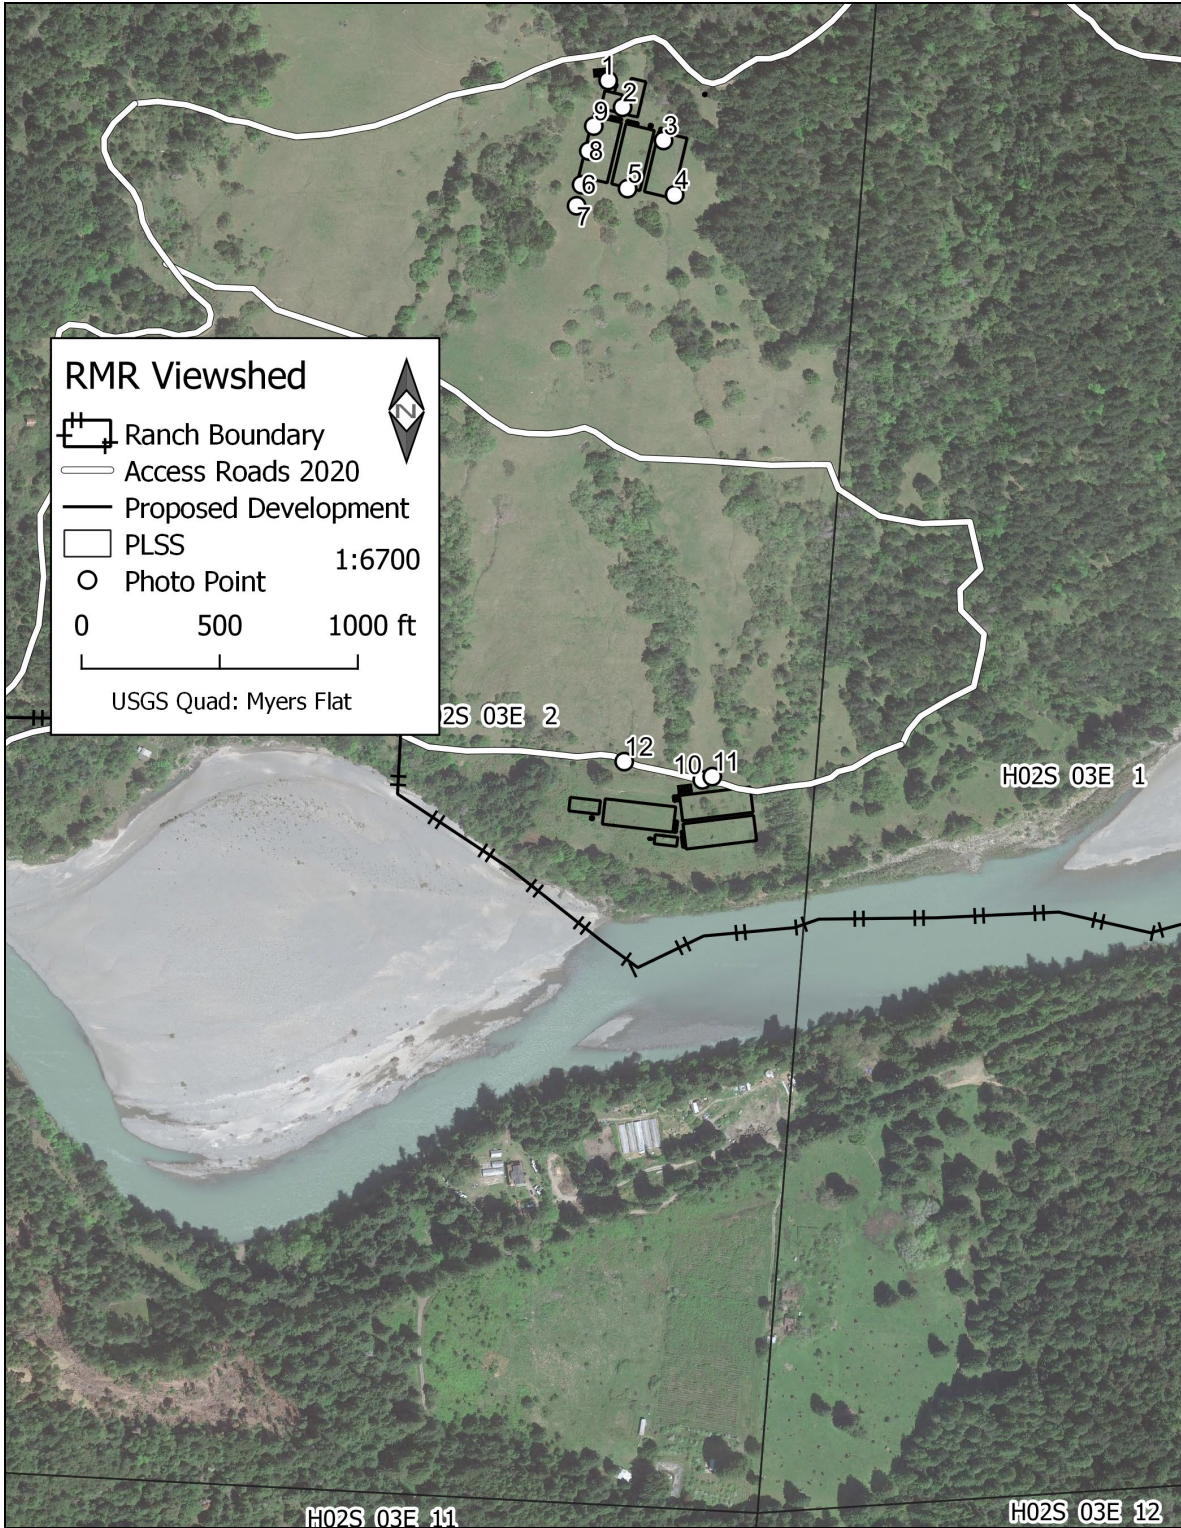 1
2
9
3
8
6
5
4
7
RMR Viewshed
N
Ranch Boundary
Access Roads 2020
Proposed Development
PLSS
1:6700
Photo Point
0 500 1000 ft
USGS Quad: Myers Flat
02S 03E 2
12
10 11
H02S 03E 1
H02S 03E 11
H02S 03E 12